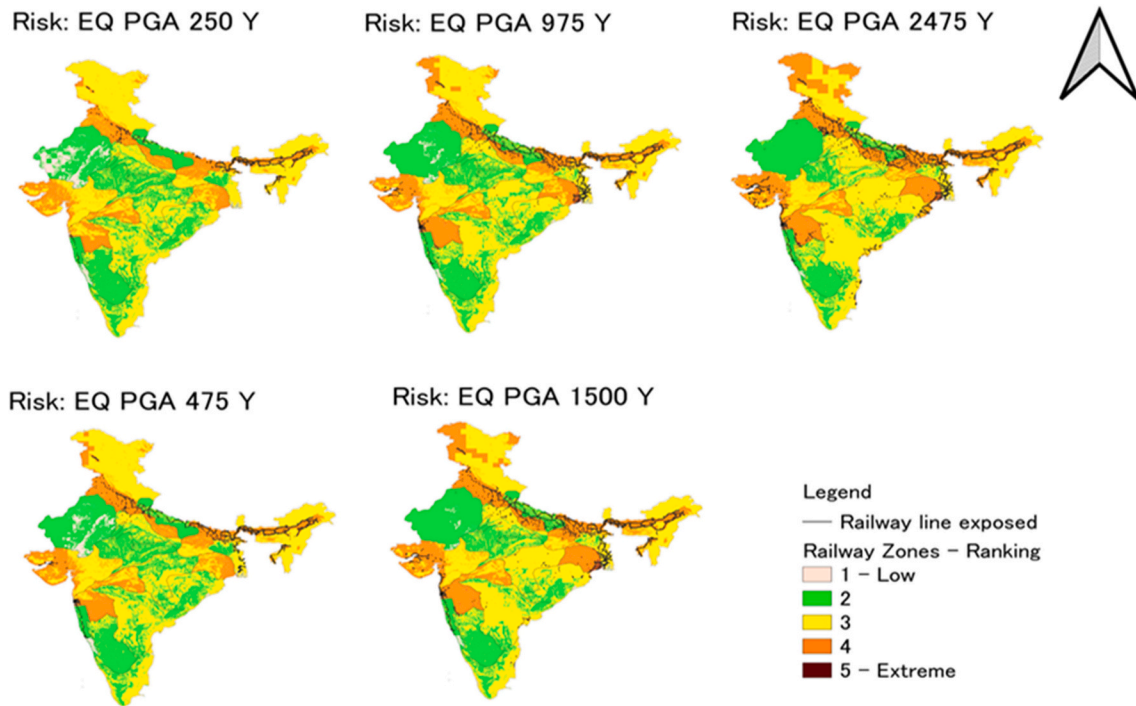 Risk: EQ PGA 250 Y
Risk: EQ PGA 975 Y
Risk: EQ PGA 2475 Y
Risk: EQ PGA 475 Y
Risk: EQ PGA 1500 Y
Legend
Railway line exposed
Railway Zones - Ranking
1 - Low
2
3
4
5 - Extreme